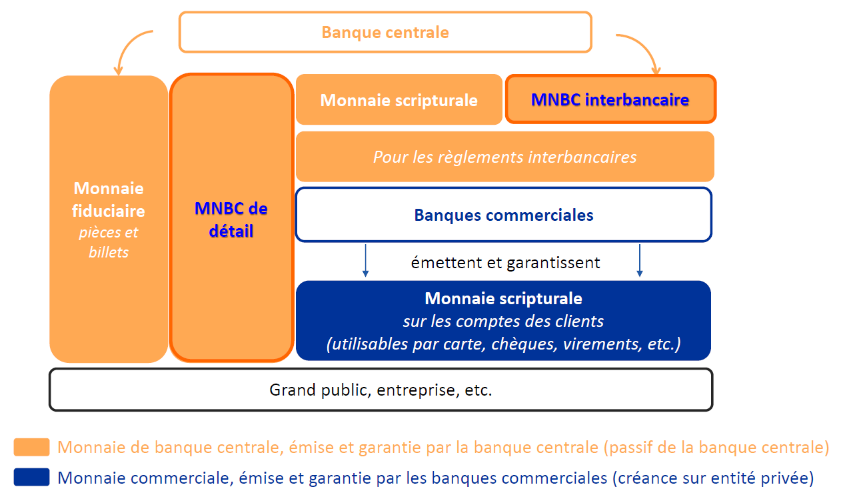 Banque centrale
Monnaie scripturale
MNBC interbancaire
Pour les règlements interbancaires
Monnaie
fiduciaire
pièces et
billets
MNBC de
détail
Banques commerciales
émettent et garantissent
Monnaie scripturale
sur les comptes des clients
(utilisables par carte, chèques, virements, etc.)
Grand public, entreprise, etc.
Monnaie de banque centrale, émise et garantie par la banque centrale (passif de la banque centrale)
Monnaie commerciale, émise et garantie par les banques commerciales (créance sur entité privée)